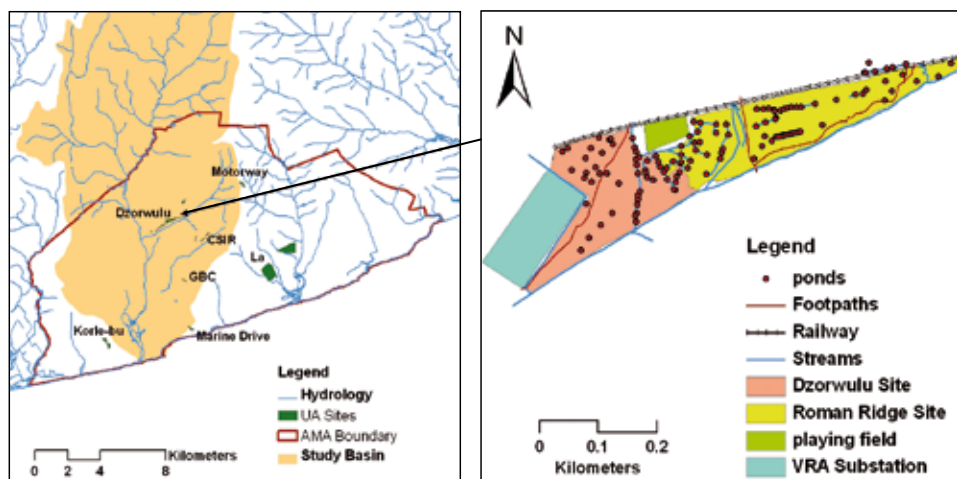 Motorway
Dzorwulu
CSIR
La
GBC
Korle-bu
Marine Drive
Legend
Hydrology
UA Sites
AMA Boundary
Study Basin
0 2 4 8
Kilometers
N
Legend
ponds
Footpaths
Railway
Streams
Dzorwulu Site
Roman Ridge Site
playing field
VRA Substation
0 0.1 0.2
Kilometers